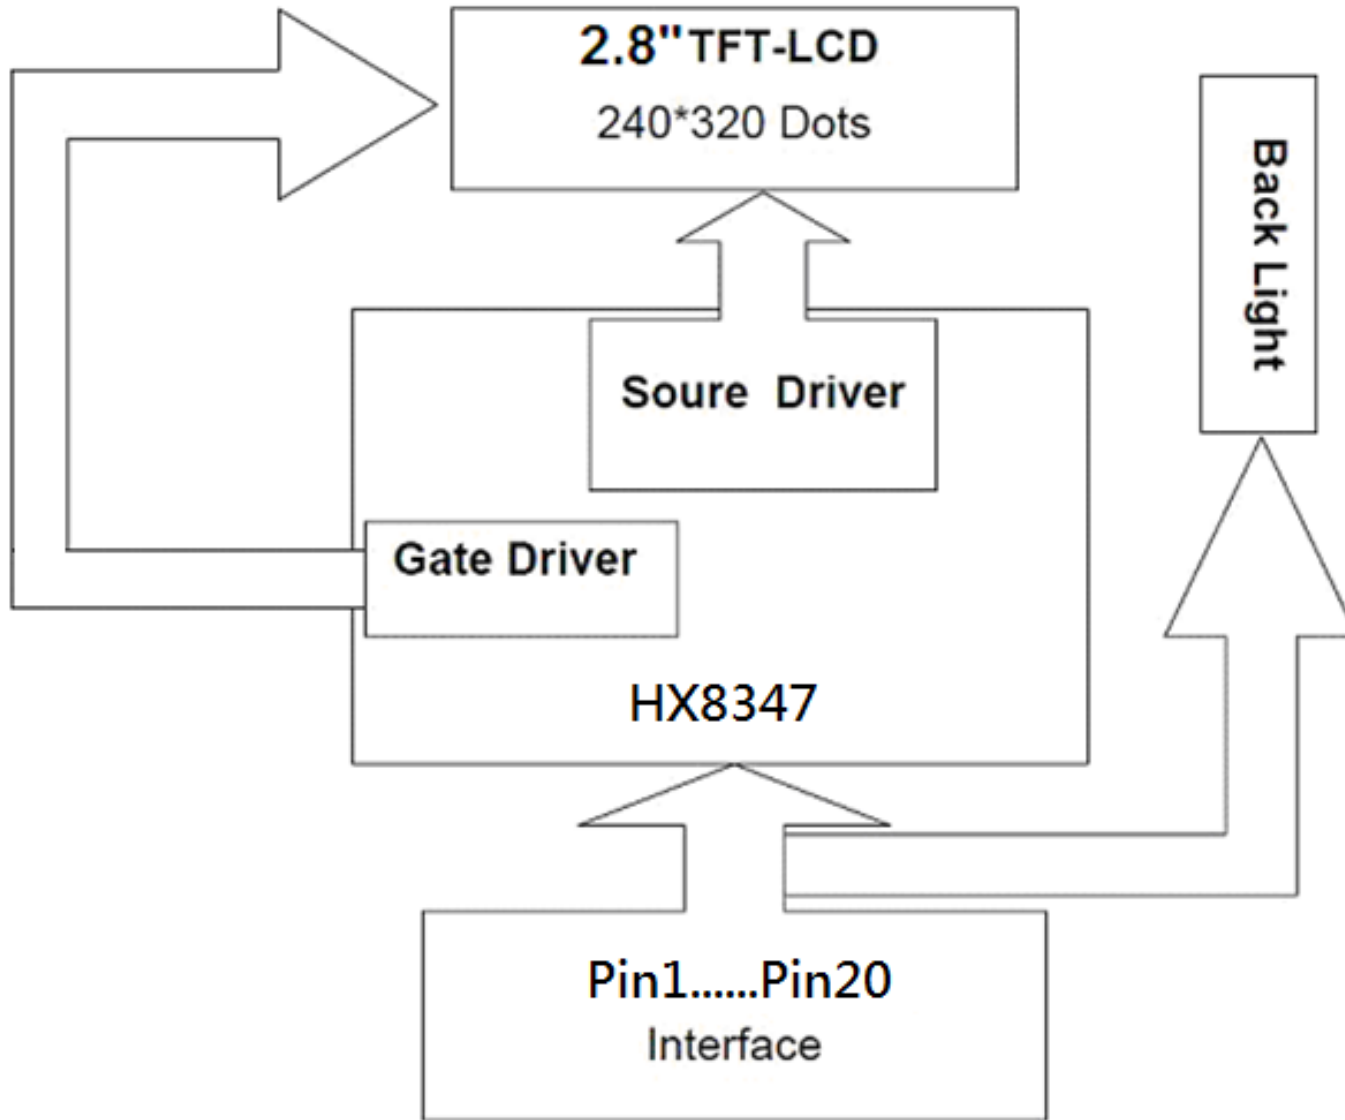 2.8" TFT-LCD
240*320 Dots
Back Light
Soure Driver
Gate Driver
HX8347
Pin1......Pin20
Interface